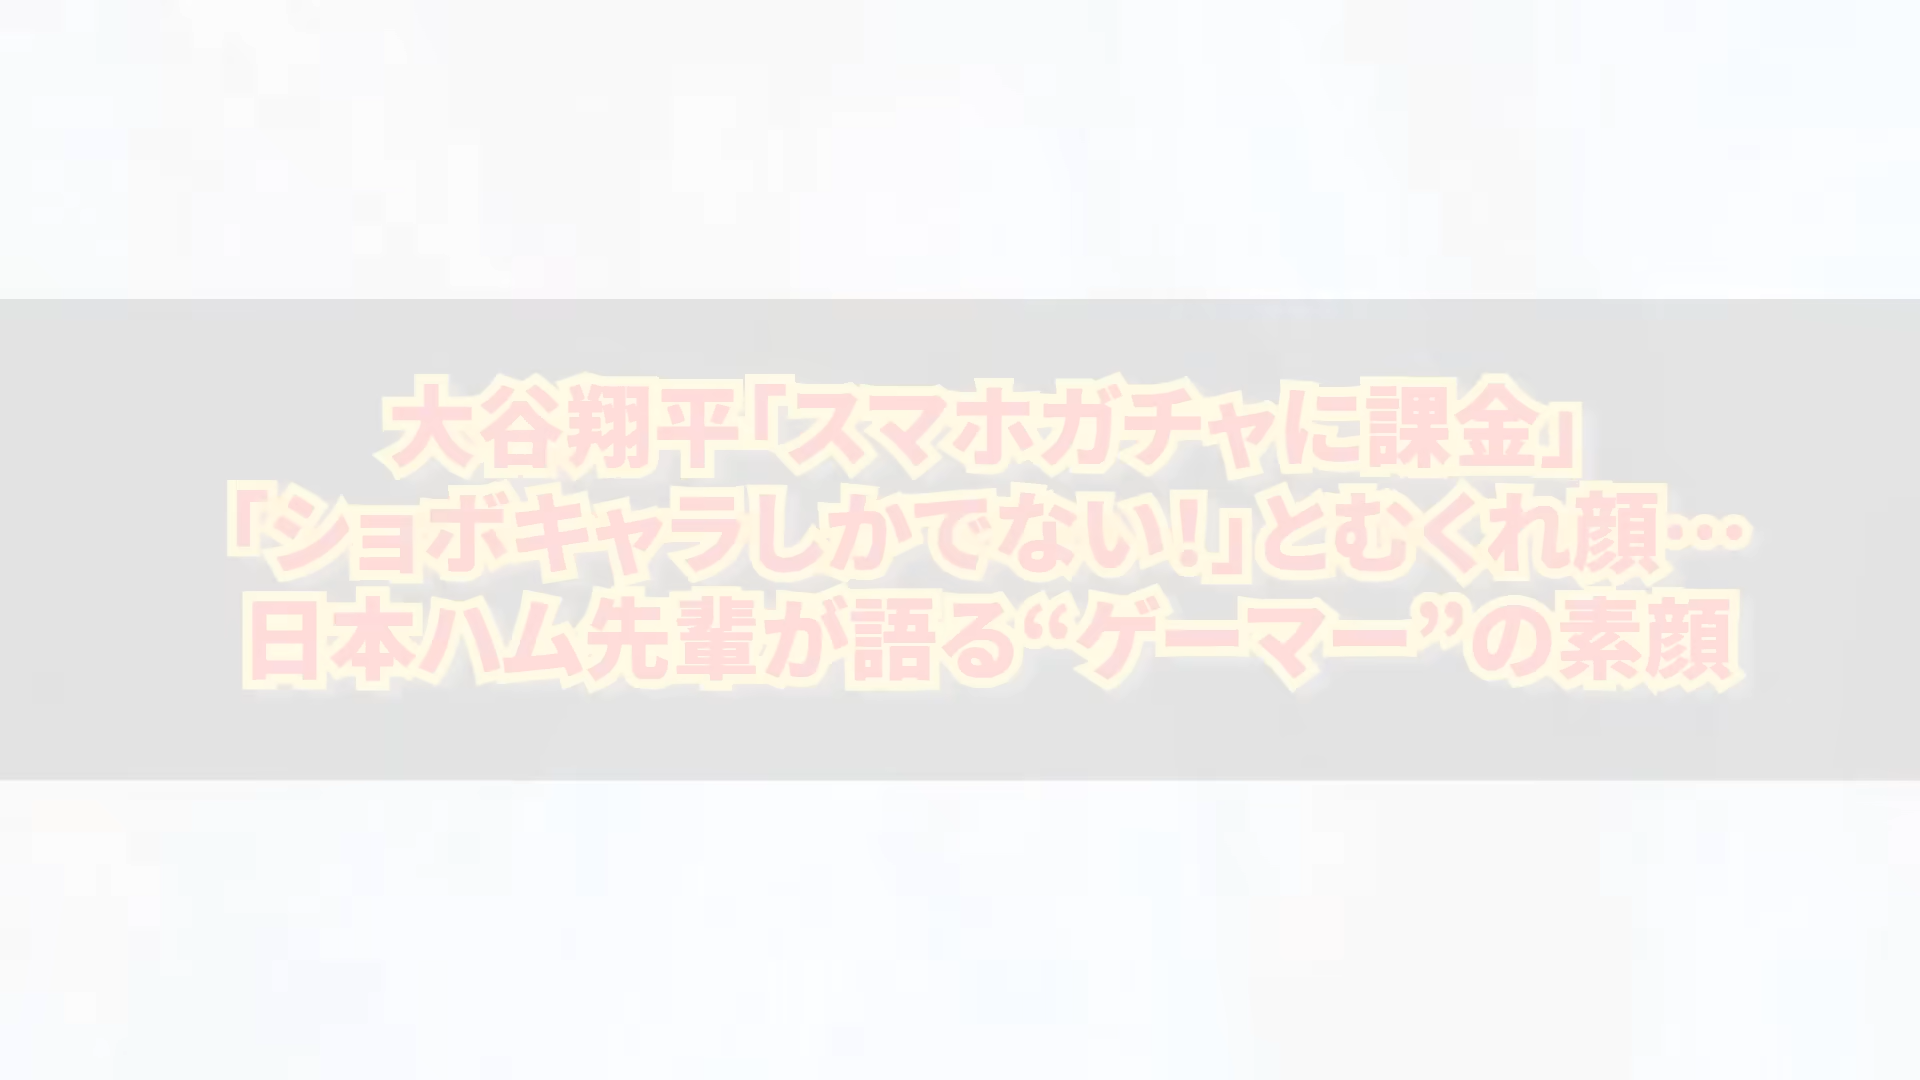 大谷翔平「スマホガチャに課金」
「ショボキャラしかでない!」とむくれ顔…
日本ハム先輩が語る“ゲーマー”の素顔